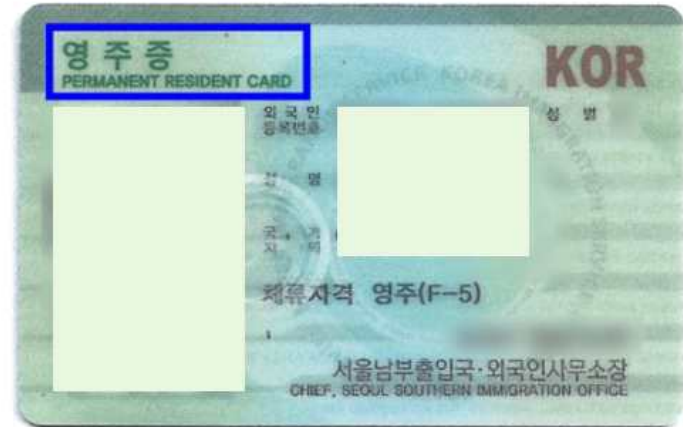 영주증
PERMANENT RESIDENT CARD
KOR
외국인
등록번호
성별
성명
국가
지역
체류자격 영주(F-5)
서울남부출입국·외국인사무소장
CHIEF, SEOUL SOUTHERN IMMIGRATION OFFICE